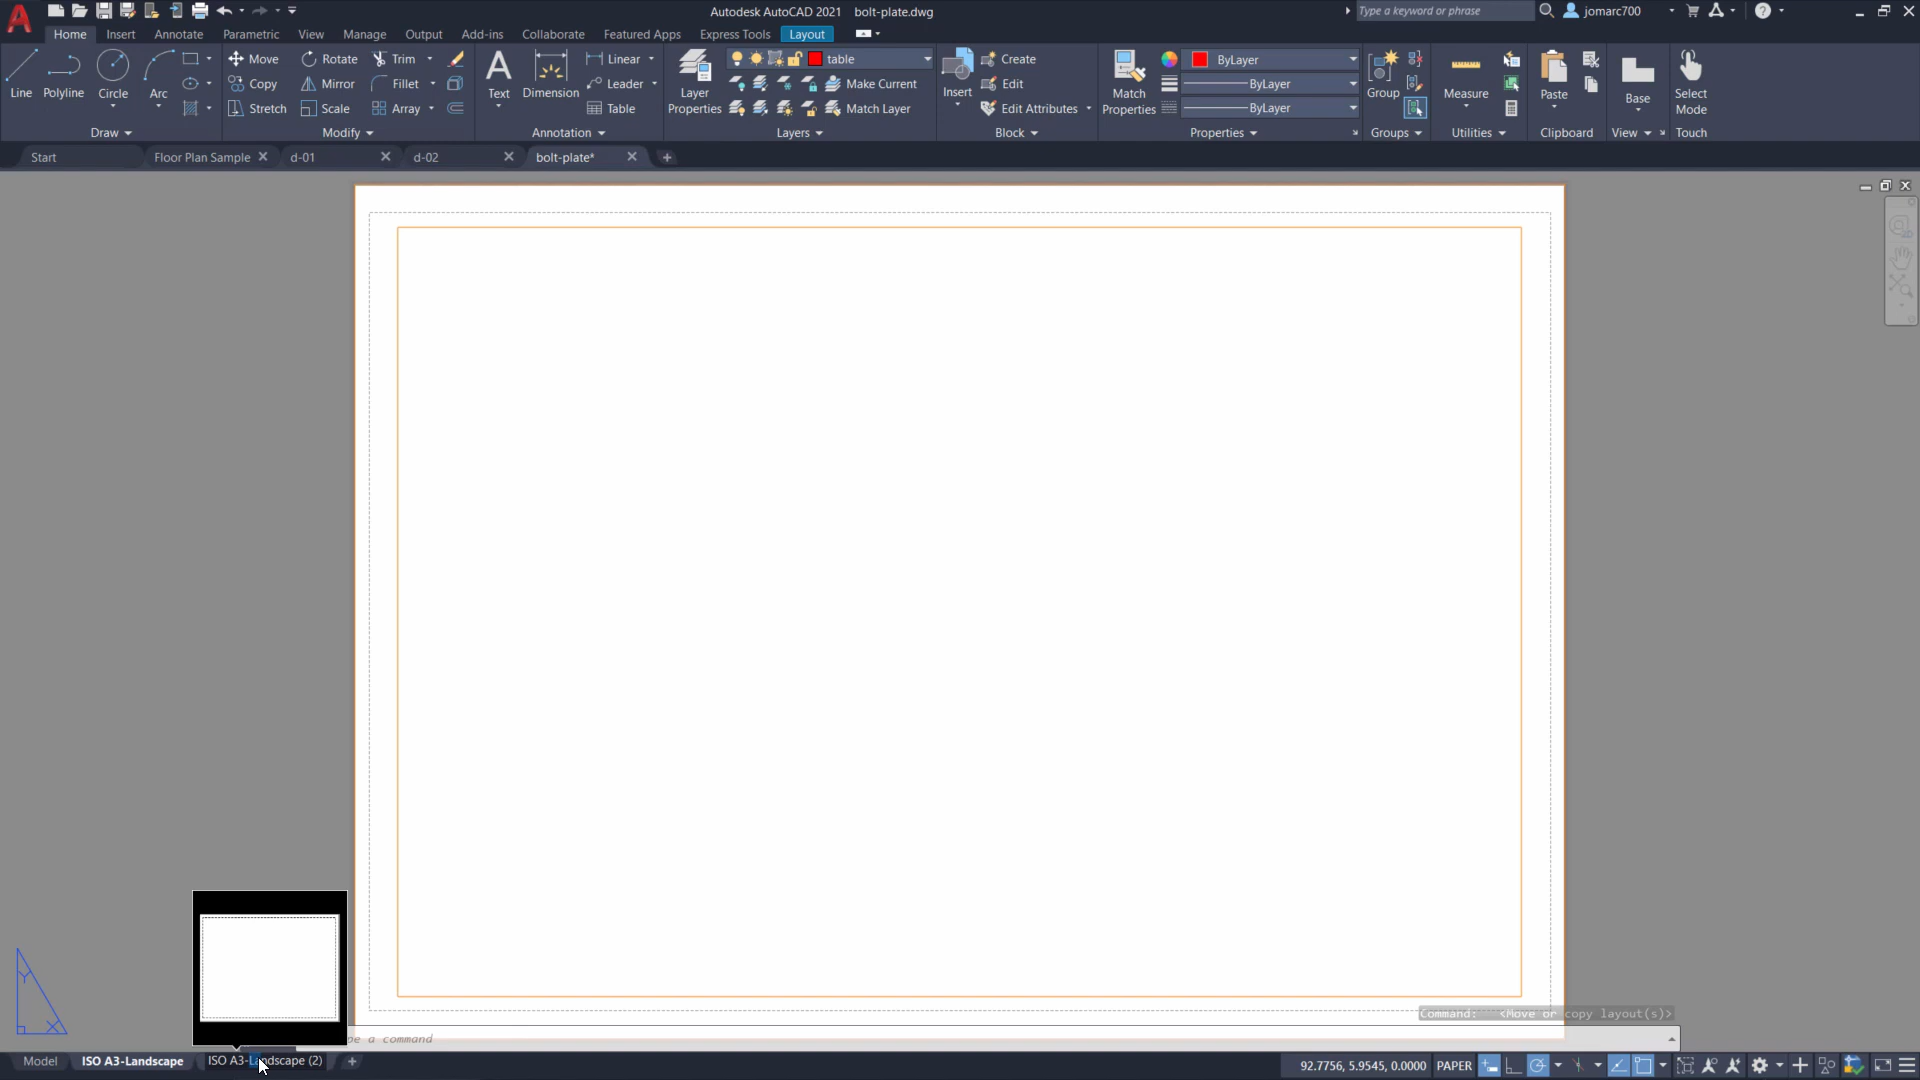 Autodesk AutoCAD 2021 bolt-plate.dwg
Type a keyword or phrase
jomarc700
Home Insert Annotate Parametric View Manage Output Add-ins Collaborate Featured Apps Express Tools Layout
Line Polyline Circle Arc
Move Rotate Trim
Copy Mirror Fillet
Stretch Scale Array
Text Dimension
Linear
Leader
Table
Layer Properties
table
Make Current
Match Layer
Insert
Create
Edit
Edit Attributes
Match Properties
ByLayer
ByLayer
ByLayer
Group
Measure
Paste
Base
Select Mode
Draw Modify Annotation Layers Block Properties Groups Utilities Clipboard View Touch
Start Floor Plan Sample d-01 d-02 bolt-plate*
Y
X
Command: <Move or copy layout(s)>
pe a command
Model ISO A3-Landscape ISO A3-Landscape (2)
92.7756, 5.9545, 0.0000 PAPER